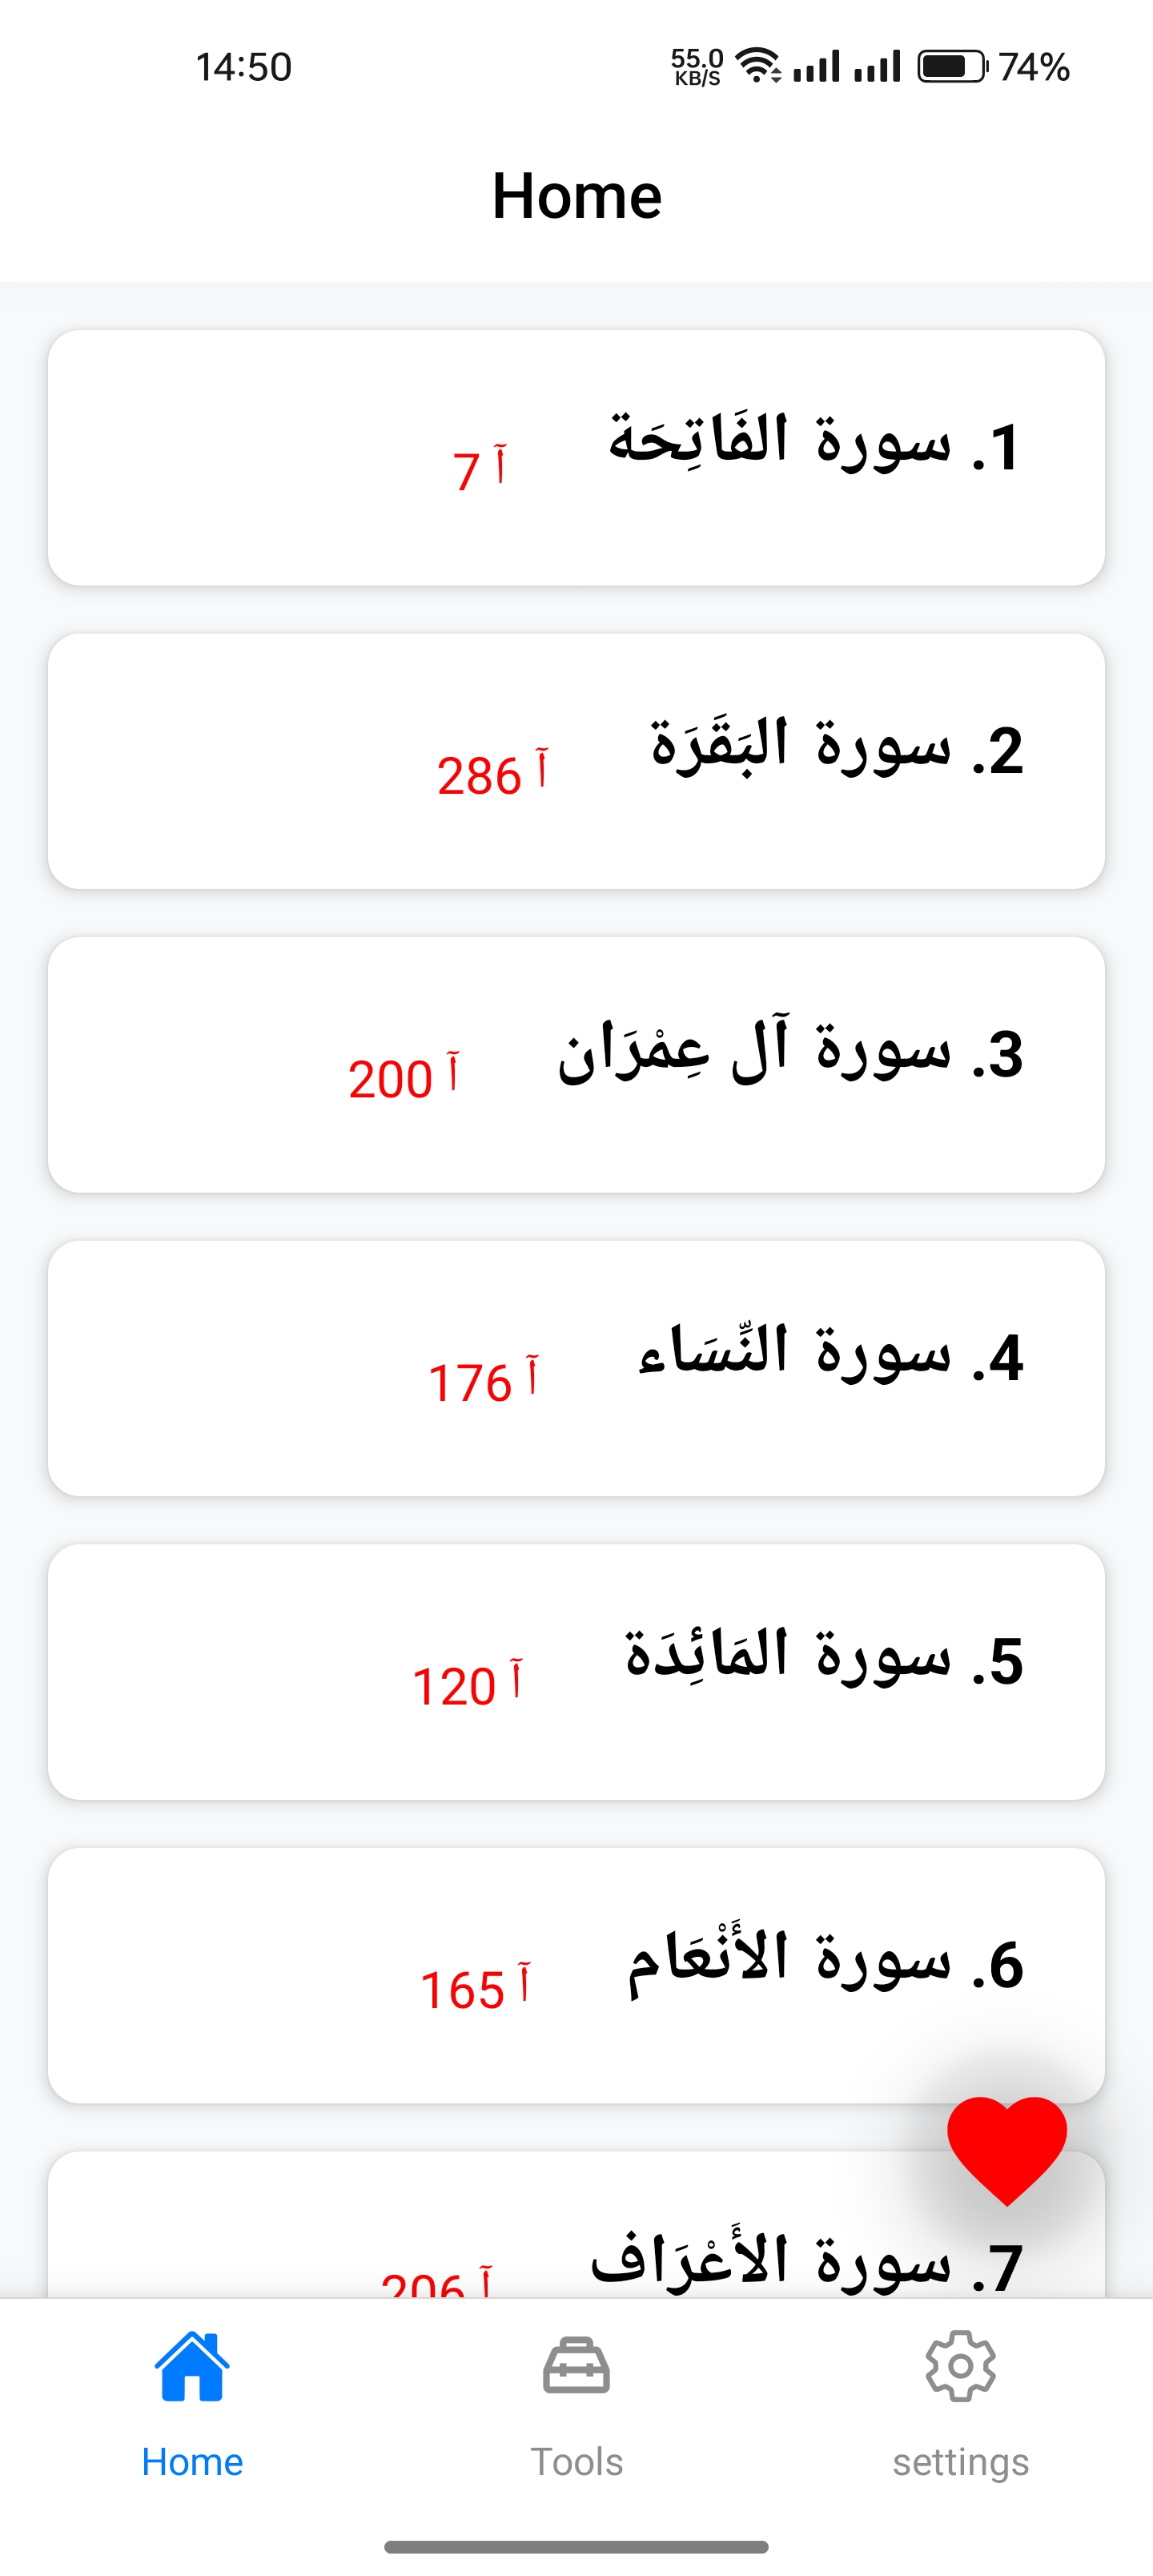 14:50
55.0 KB/S
74%
Home
1. سورة الفَاتِحَة
آ 7
2. سورة البَقَرَة
آ 286
3. سورة آل عِمْرَان
آ 200
4. سورة النِّسَاء
آ 176
5. سورة المَائِدَة
آ 120
6. سورة الأَنْعَام
آ 165
7. سورة الأَعْرَاف
آ 206
Home
Tools
settings